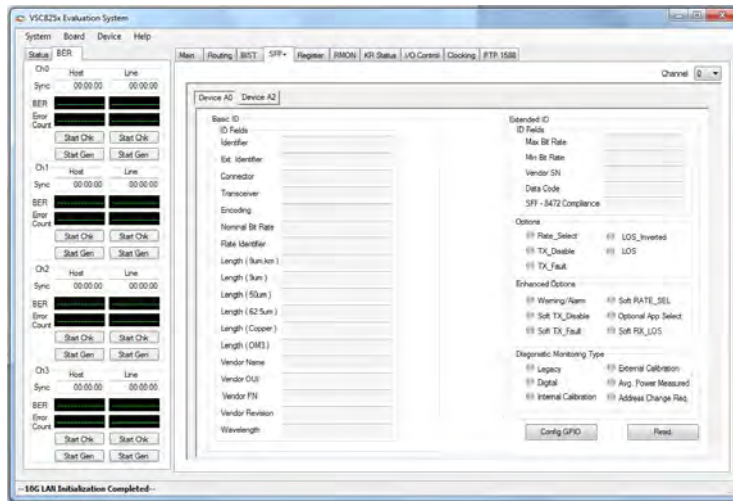 VSC825x Evaluation System
System Board Device Help
Status BER
Main Routing BIST SFP+ Register RMON KR Status I/O Control Clocking PTP 1588
Channel 0
Ch0 Host Line
Sync 00:00:00 00:00:00
BER
Error Count
Start Chk Start Chk
Start Gen Start Gen
Ch1 Host Line
Sync 00:00:00 00:00:00
BER
Error Count
Start Chk Start Chk
Start Gen Start Gen
Ch2 Host Line
Sync 00:00:00 00:00:00
BER
Error Count
Start Chk Start Chk
Start Gen Start Gen
Ch3 Host Line
Sync 00:00:00 00:00:00
BER
Error Count
Start Chk Start Chk
Start Gen Start Gen
Device A0 Device A2
Basic ID
ID Fields
Identifier
Ext. Identifier
Connector
Transceiver
Encoding
Nominal Bit Rate
Rate Identifier
Length ( 9um,km )
Length ( 9um )
Length ( 50um )
Length ( 62.5um )
Length ( Copper )
Length ( OM3 )
Vendor Name
Vendor OUI
Vendor PN
Vendor Revision
Wavelength
Extended ID
ID Fields
Max Bit Rate
Min Bit Rate
Vendor SN
Data Code
SFF - 8472 Compliance
Options
Rate_Select LOS_Inverted
TX_Disable LOS
TX_Fault
Enhanced Options
Warning/Alarm Soft RATE_SEL
Soft TX_Disable Optional App Select
Soft TX_Fault Soft RX_LOS
Diagonstic Monitoring Type
Legacy External Calibration
Digital Avg. Power Measured
Internal Calibration Address Change Req.
Config GPIO Read
--10G LAN Initialization Completed--